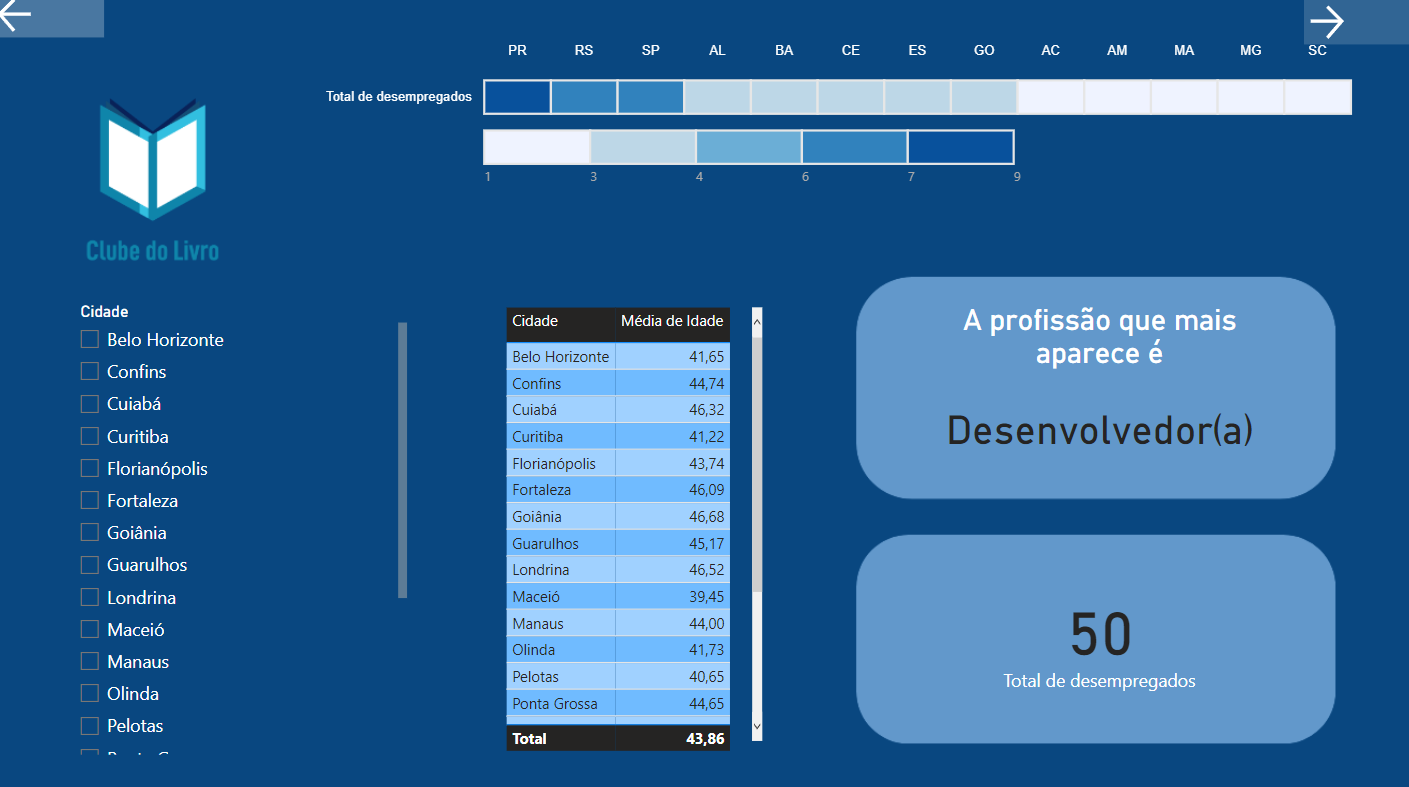 PR RS SP AL BA CE ES GO AC AM MA MG SC
Total de desempregados
1 3 4 6 7 9
Clube do Livro
Cidade
Belo Horizonte
Confins
Cuiabá
Curitiba
Florianópolis
Fortaleza
Goiânia
Guarulhos
Londrina
Maceió
Manaus
Olinda
Pelotas
Cidade Média de Idade
Belo Horizonte 41,65
Confins 44,74
Cuiabá 46,32
Curitiba 41,22
Florianópolis 43,74
Fortaleza 46,09
Goiânia 46,68
Guarulhos 45,17
Londrina 46,52
Maceió 39,45
Manaus 44,00
Olinda 41,73
Pelotas 40,65
Ponta Grossa 44,65
Total 43,86
A profissão que mais
aparece é
Desenvolvedor(a)
50
Total de desempregados